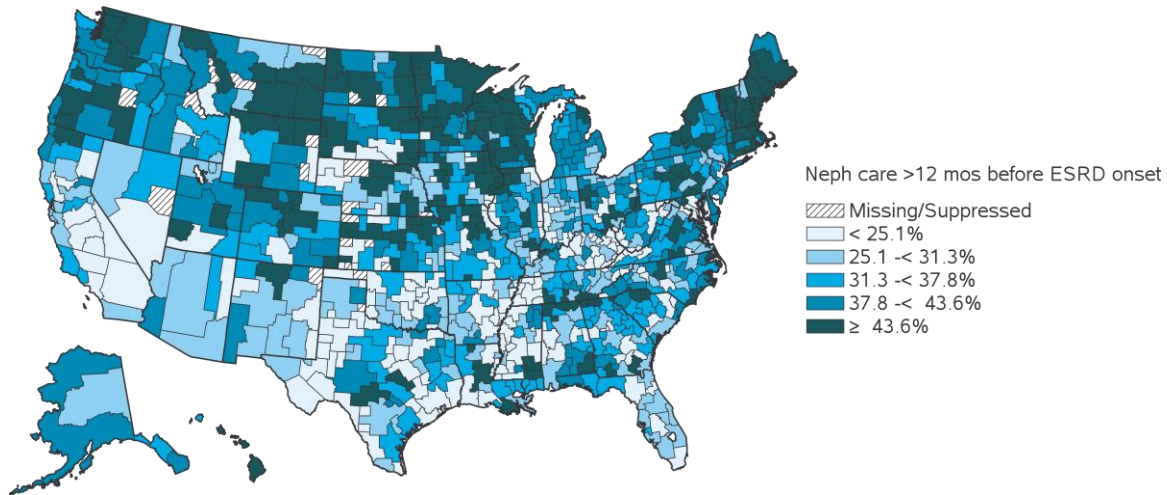 Neph care >12 mos before ESRD onset
Missing/Suppressed
< 25.1%
25.1 -< 31.3%
31.3 -< 37.8%
37.8 -< 43.6%
≥ 43.6%